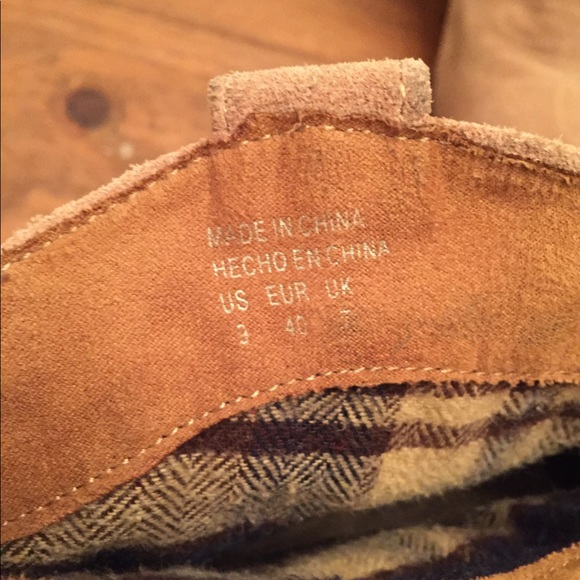 MADE IN CHINA
HECHO EN CHINA
US EUR UK
9 40